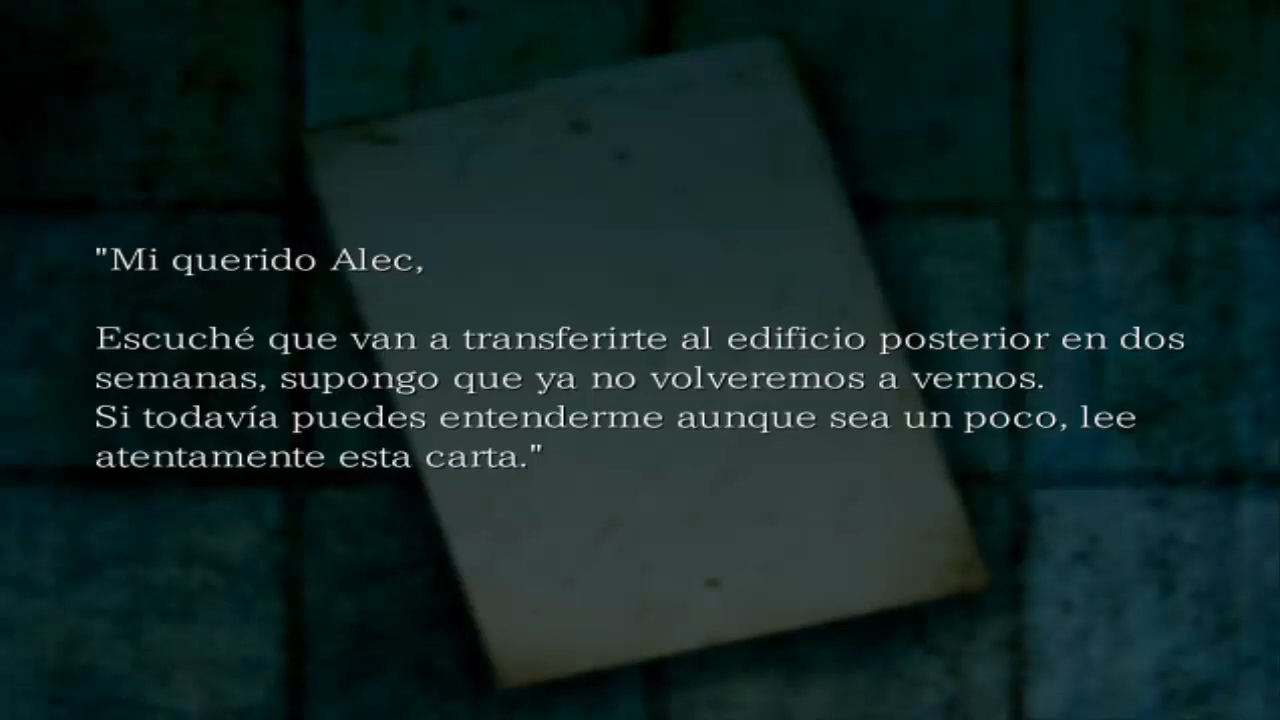 "Mi querido Alec,
Escuché que van a transferirte al edificio posterior en dos
semanas, supongo que ya no volveremos a vernos.
Si todavía puedes entenderme aunque sea un poco, lee
atentamente esta carta."